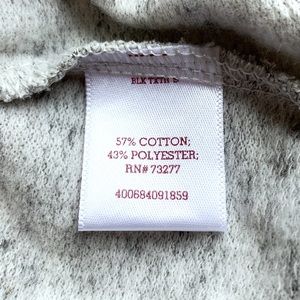 57% COTTON;
43% POLYESTER;
RN# 73277
400684091859